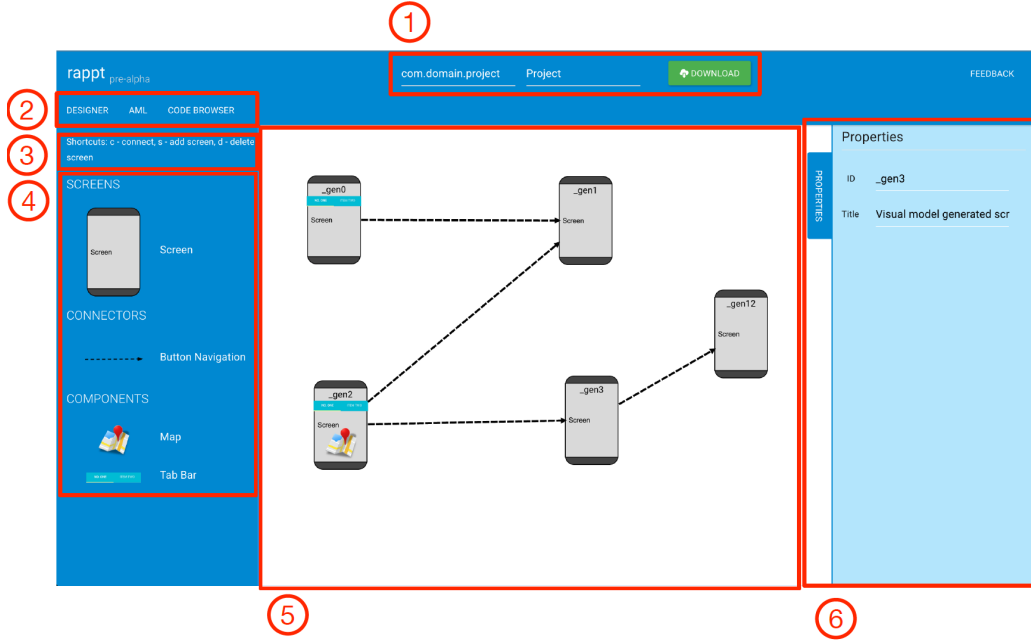 1
rappt pre-alpha
com.domain.project
Project
DOWNLOAD
FEEDBACK
2
DESIGNER
AML
CODE BROWSER
3
Shortcuts: c - connect, s - add screen, d - delete
screen
4
SCREENS
Screen
Screen
CONNECTORS
Button Navigation
COMPONENTS
Map
Tab Bar
_gen0
Screen
_gen1
Screen
_gen12
Screen
_gen2
Screen
_gen3
Screen
PROPERTIES
Properties
ID
_gen3
Title
Visual model generated scr
5
6